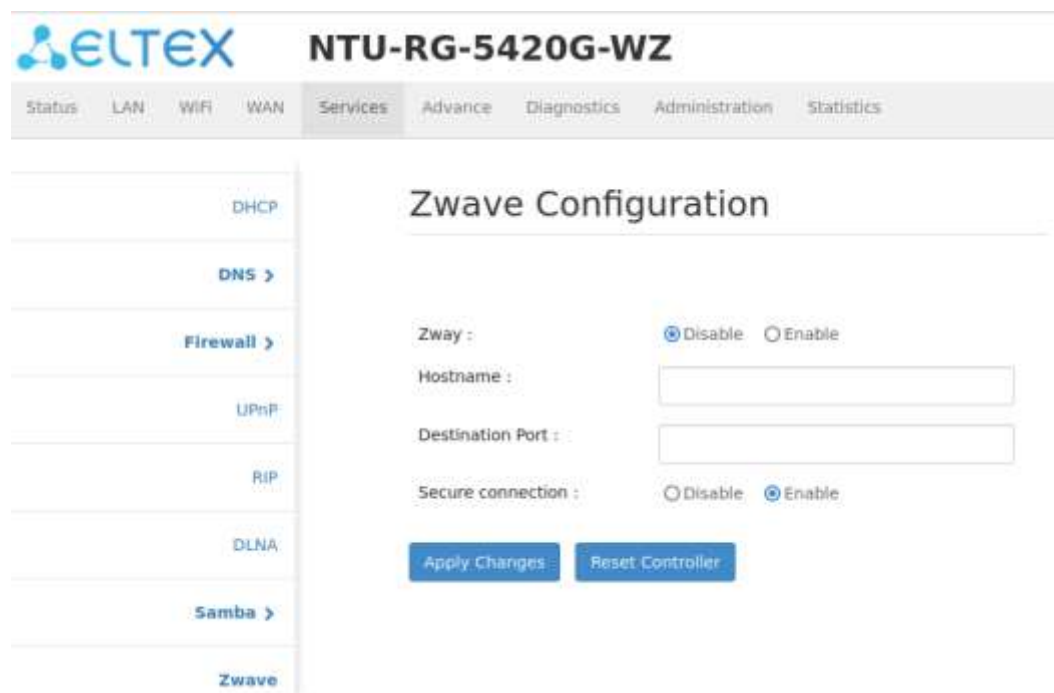 ELTEX NTU-RG-5420G-WZ
Status LAN WiFi WAN Services Advance Diagnostics Administration Statistics
DHCP
DNS >
Firewall >
UPnP
RIP
DLNA
Samba >
Zwave
Zwave Configuration
Zway : Disable Enable
Hostname :
Destination Port :
Secure connection : Disable Enable
Apply Changes Reset Controller